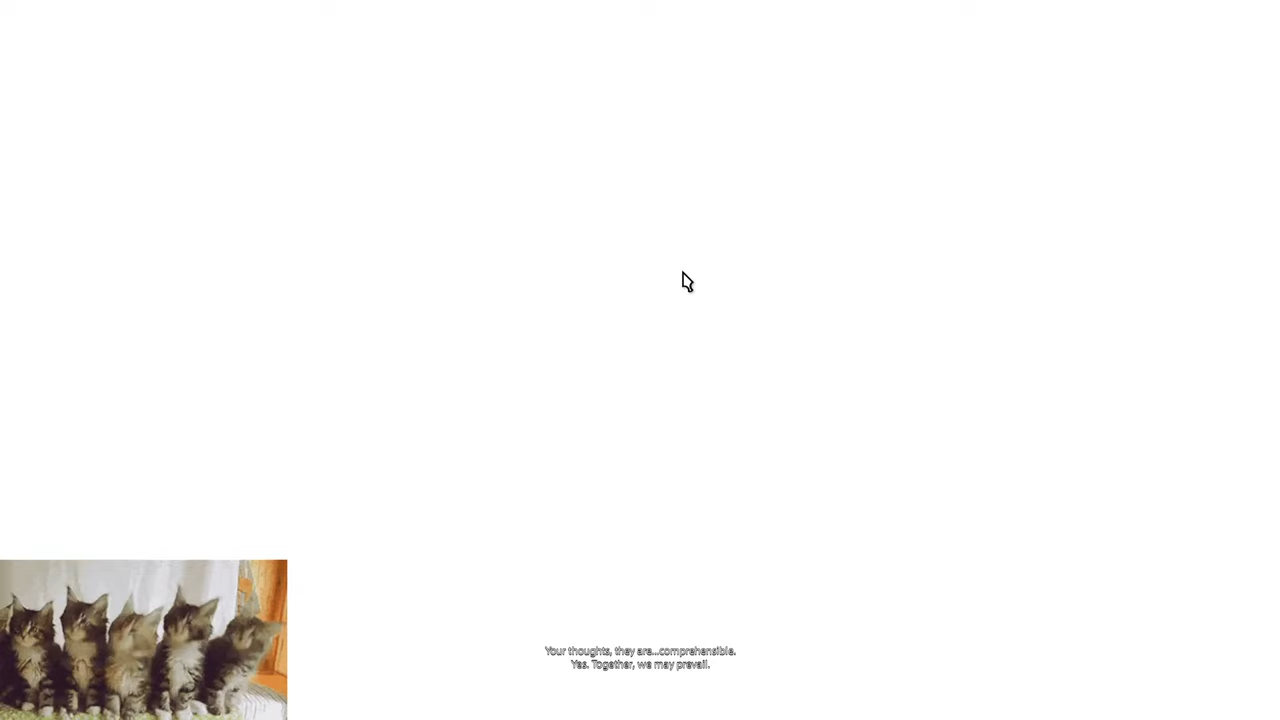 Your thoughts, they are...comprehensible.
Yes. Together, we may prevail.